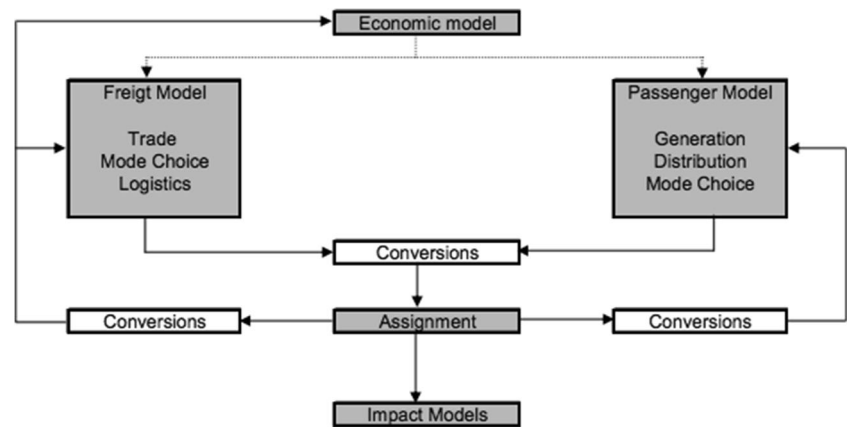 Economic model
Freigt Model
Trade
Mode Choice
Logistics
Passenger Model
Generation
Distribution
Mode Choice
Conversions
Conversions
Assignment
Conversions
Impact Models